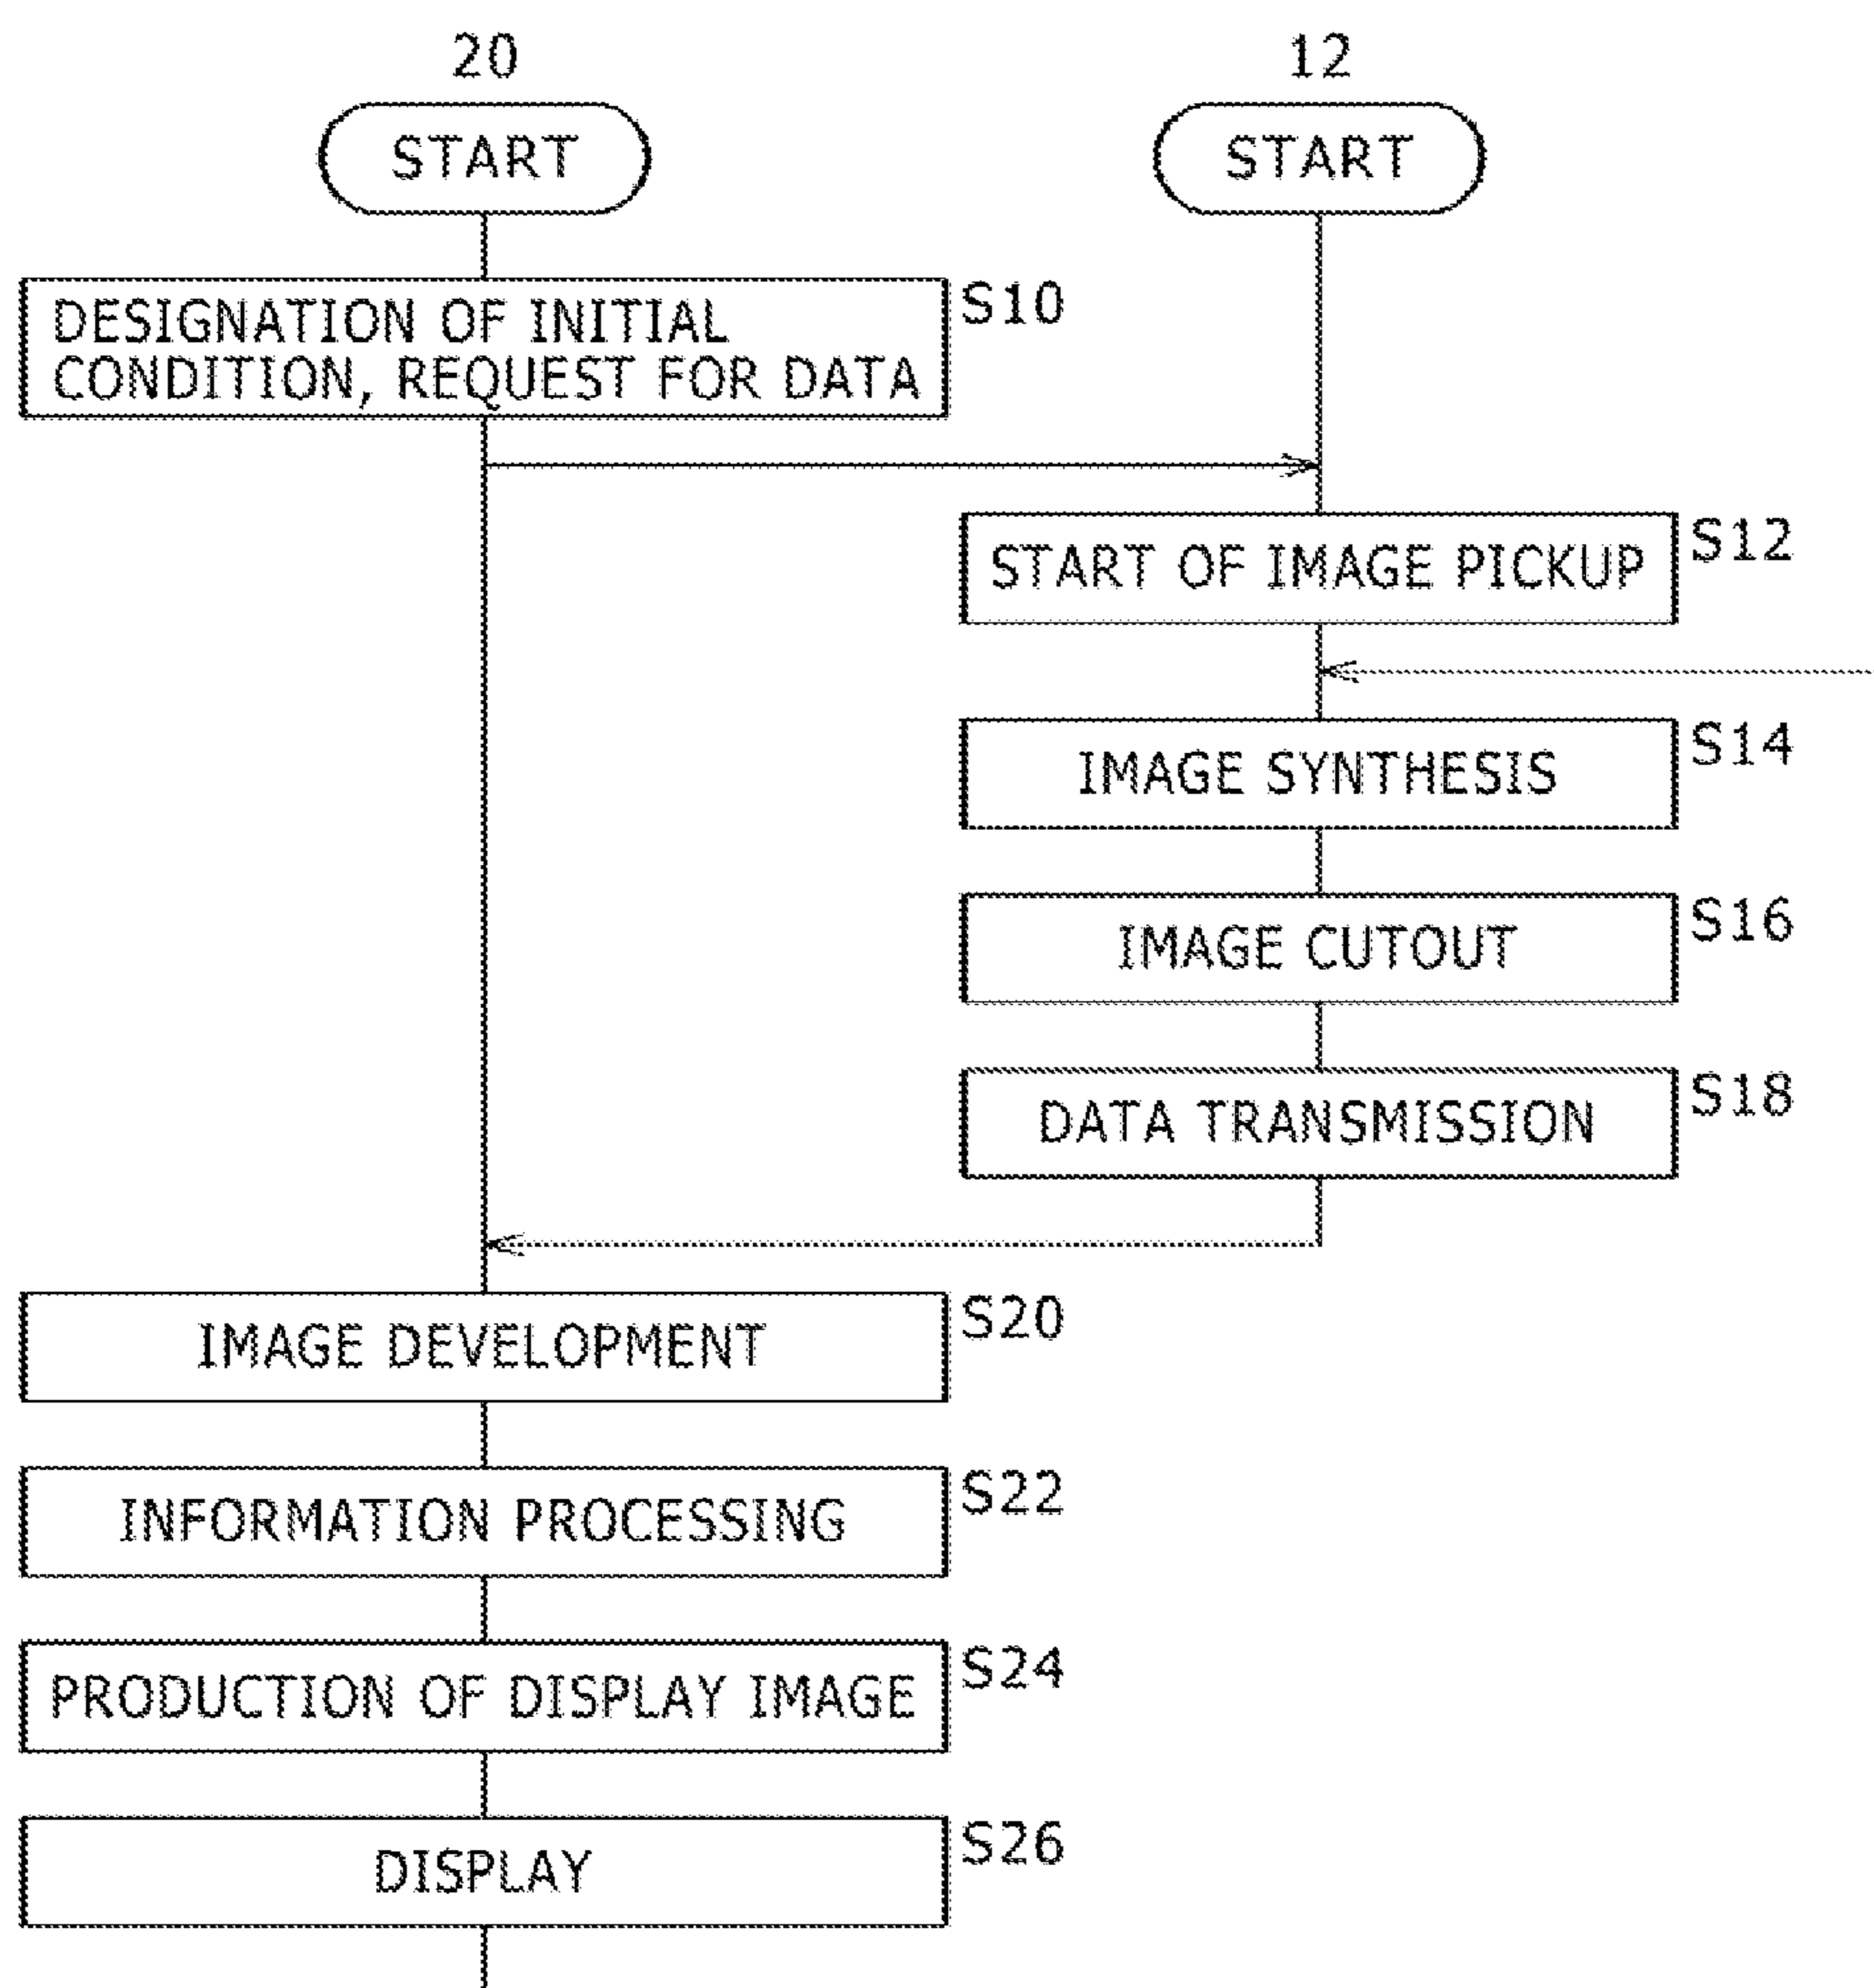 20
12
START
START
DESIGNATION OF INITIAL
CONDITION, REQUEST FOR DATA
S10
START OF IMAGE PICKUP
S12
IMAGE SYNTHESIS
S14
IMAGE CUTOUT
S16
DATA TRANSMISSION
S18
IMAGE DEVELOPMENT
S20
INFORMATION PROCESSING
S22
PRODUCTION OF DISPLAY IMAGE
S24
DISPLAY
S26